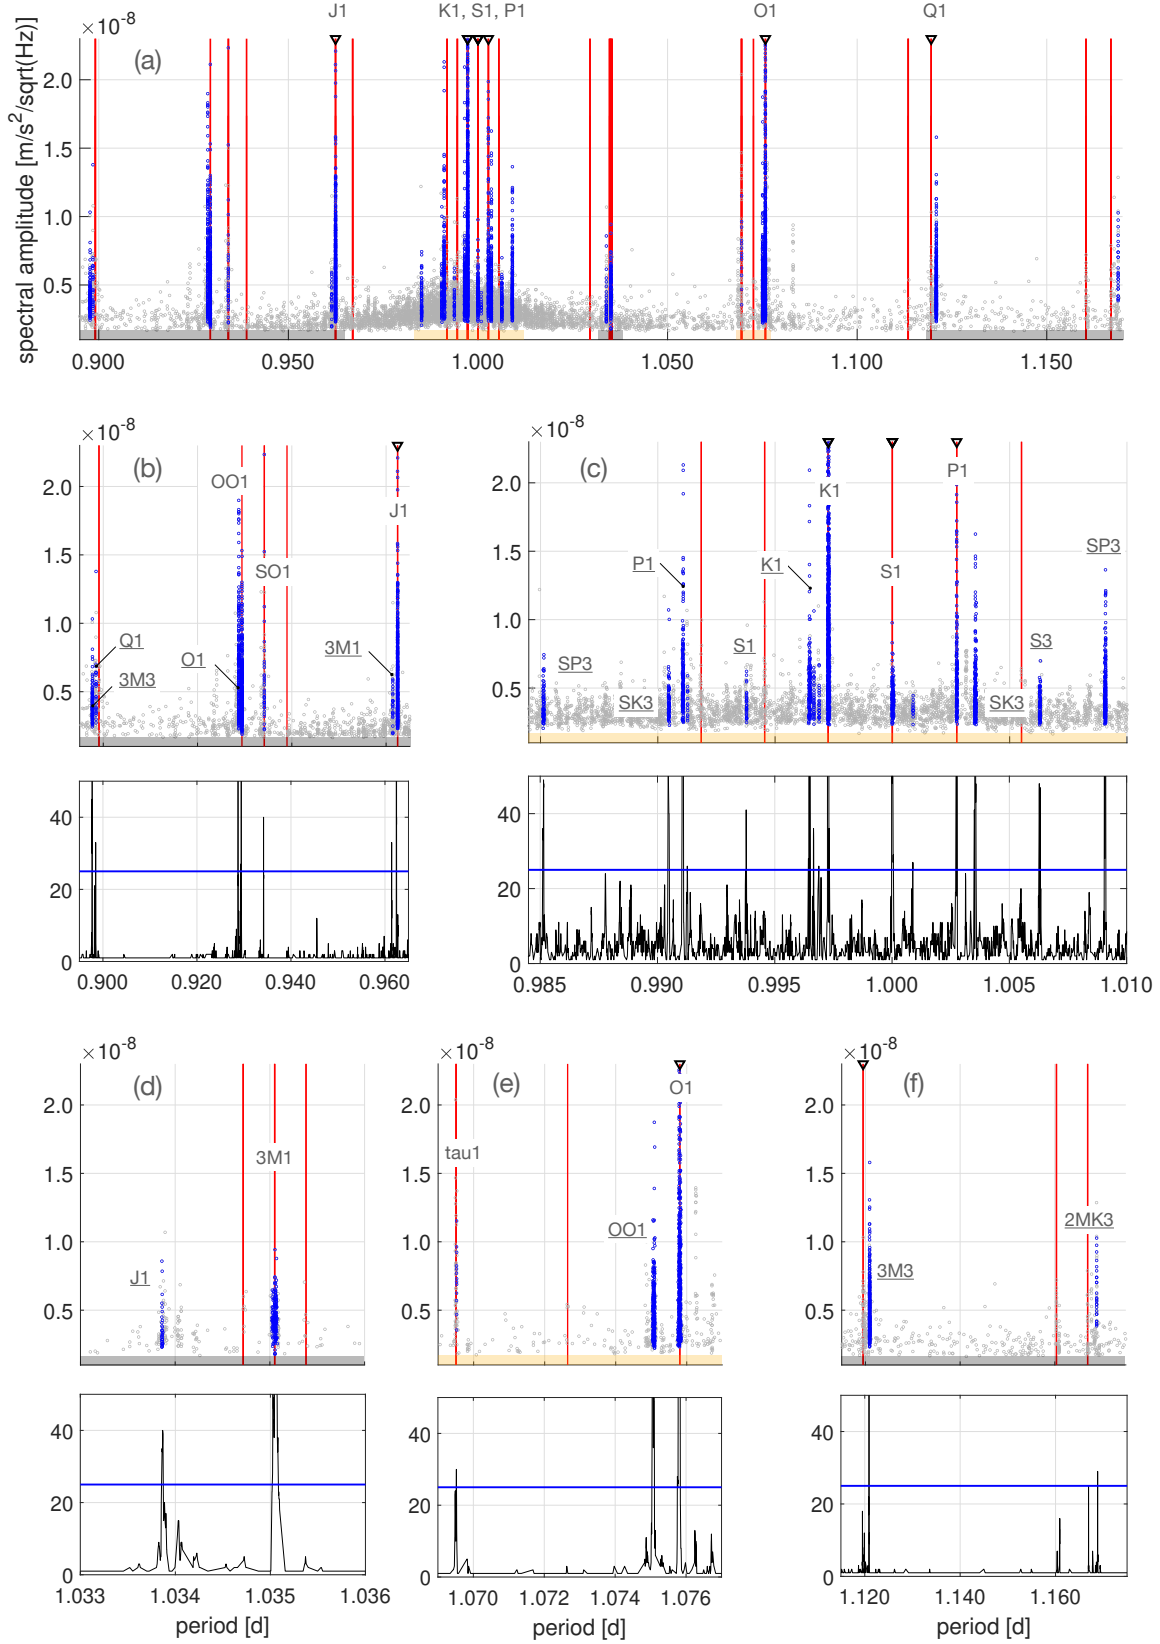 ×10⁻⁸ J1 K1, S1, P1 O1 Q1
(a)
spectral amplitude [m/s²/sqrt(Hz)]
2.0
1.5
1.0
0.5
0.900 0.950 1.000 1.050 1.100 1.150
×10⁻⁸
(b)
2.0
1.5
1.0
0.5
OO1
J1
SO1
Q1
O1
3M1
3M3
40
20
0
0.900 0.920 0.940 0.960
×10⁻⁸
(c)
2.0
1.5
1.0
0.5
K1
P1
SP3
P1
K1
S1
SP3
SK3
S1
S3
SK3
40
20
0
0.985 0.990 0.995 1.000 1.005 1.010
×10⁻⁸
(d)
2.0
1.5
1.0
0.5
3M1
J1
40
20
0
1.033 1.034 1.035 1.036
period [d]
×10⁻⁸
(e)
2.0
1.5
1.0
0.5
O1
tau1
OO1
40
20
0
1.070 1.072 1.074 1.076
period [d]
×10⁻⁸
(f)
2.0
1.5
1.0
0.5
2MK3
3M3
40
20
0
1.120 1.140 1.160
period [d]